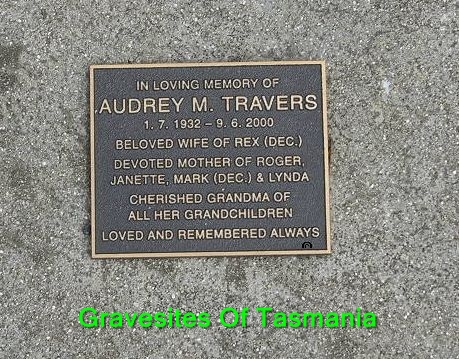 IN LOVING MEMORY OF
AUDREY M. TRAVERS
1. 7. 1932 – 9. 6. 2000
BELOVED WIFE OF REX (DEC.)
DEVOTED MOTHER OF ROGER,
JANETTE, MARK (DEC.) & LYNDA
CHERISHED GRANDMA OF
ALL HER GRANDCHILDREN
LOVED AND REMEMBERED ALWAYS
Gravesites Of Tasmania